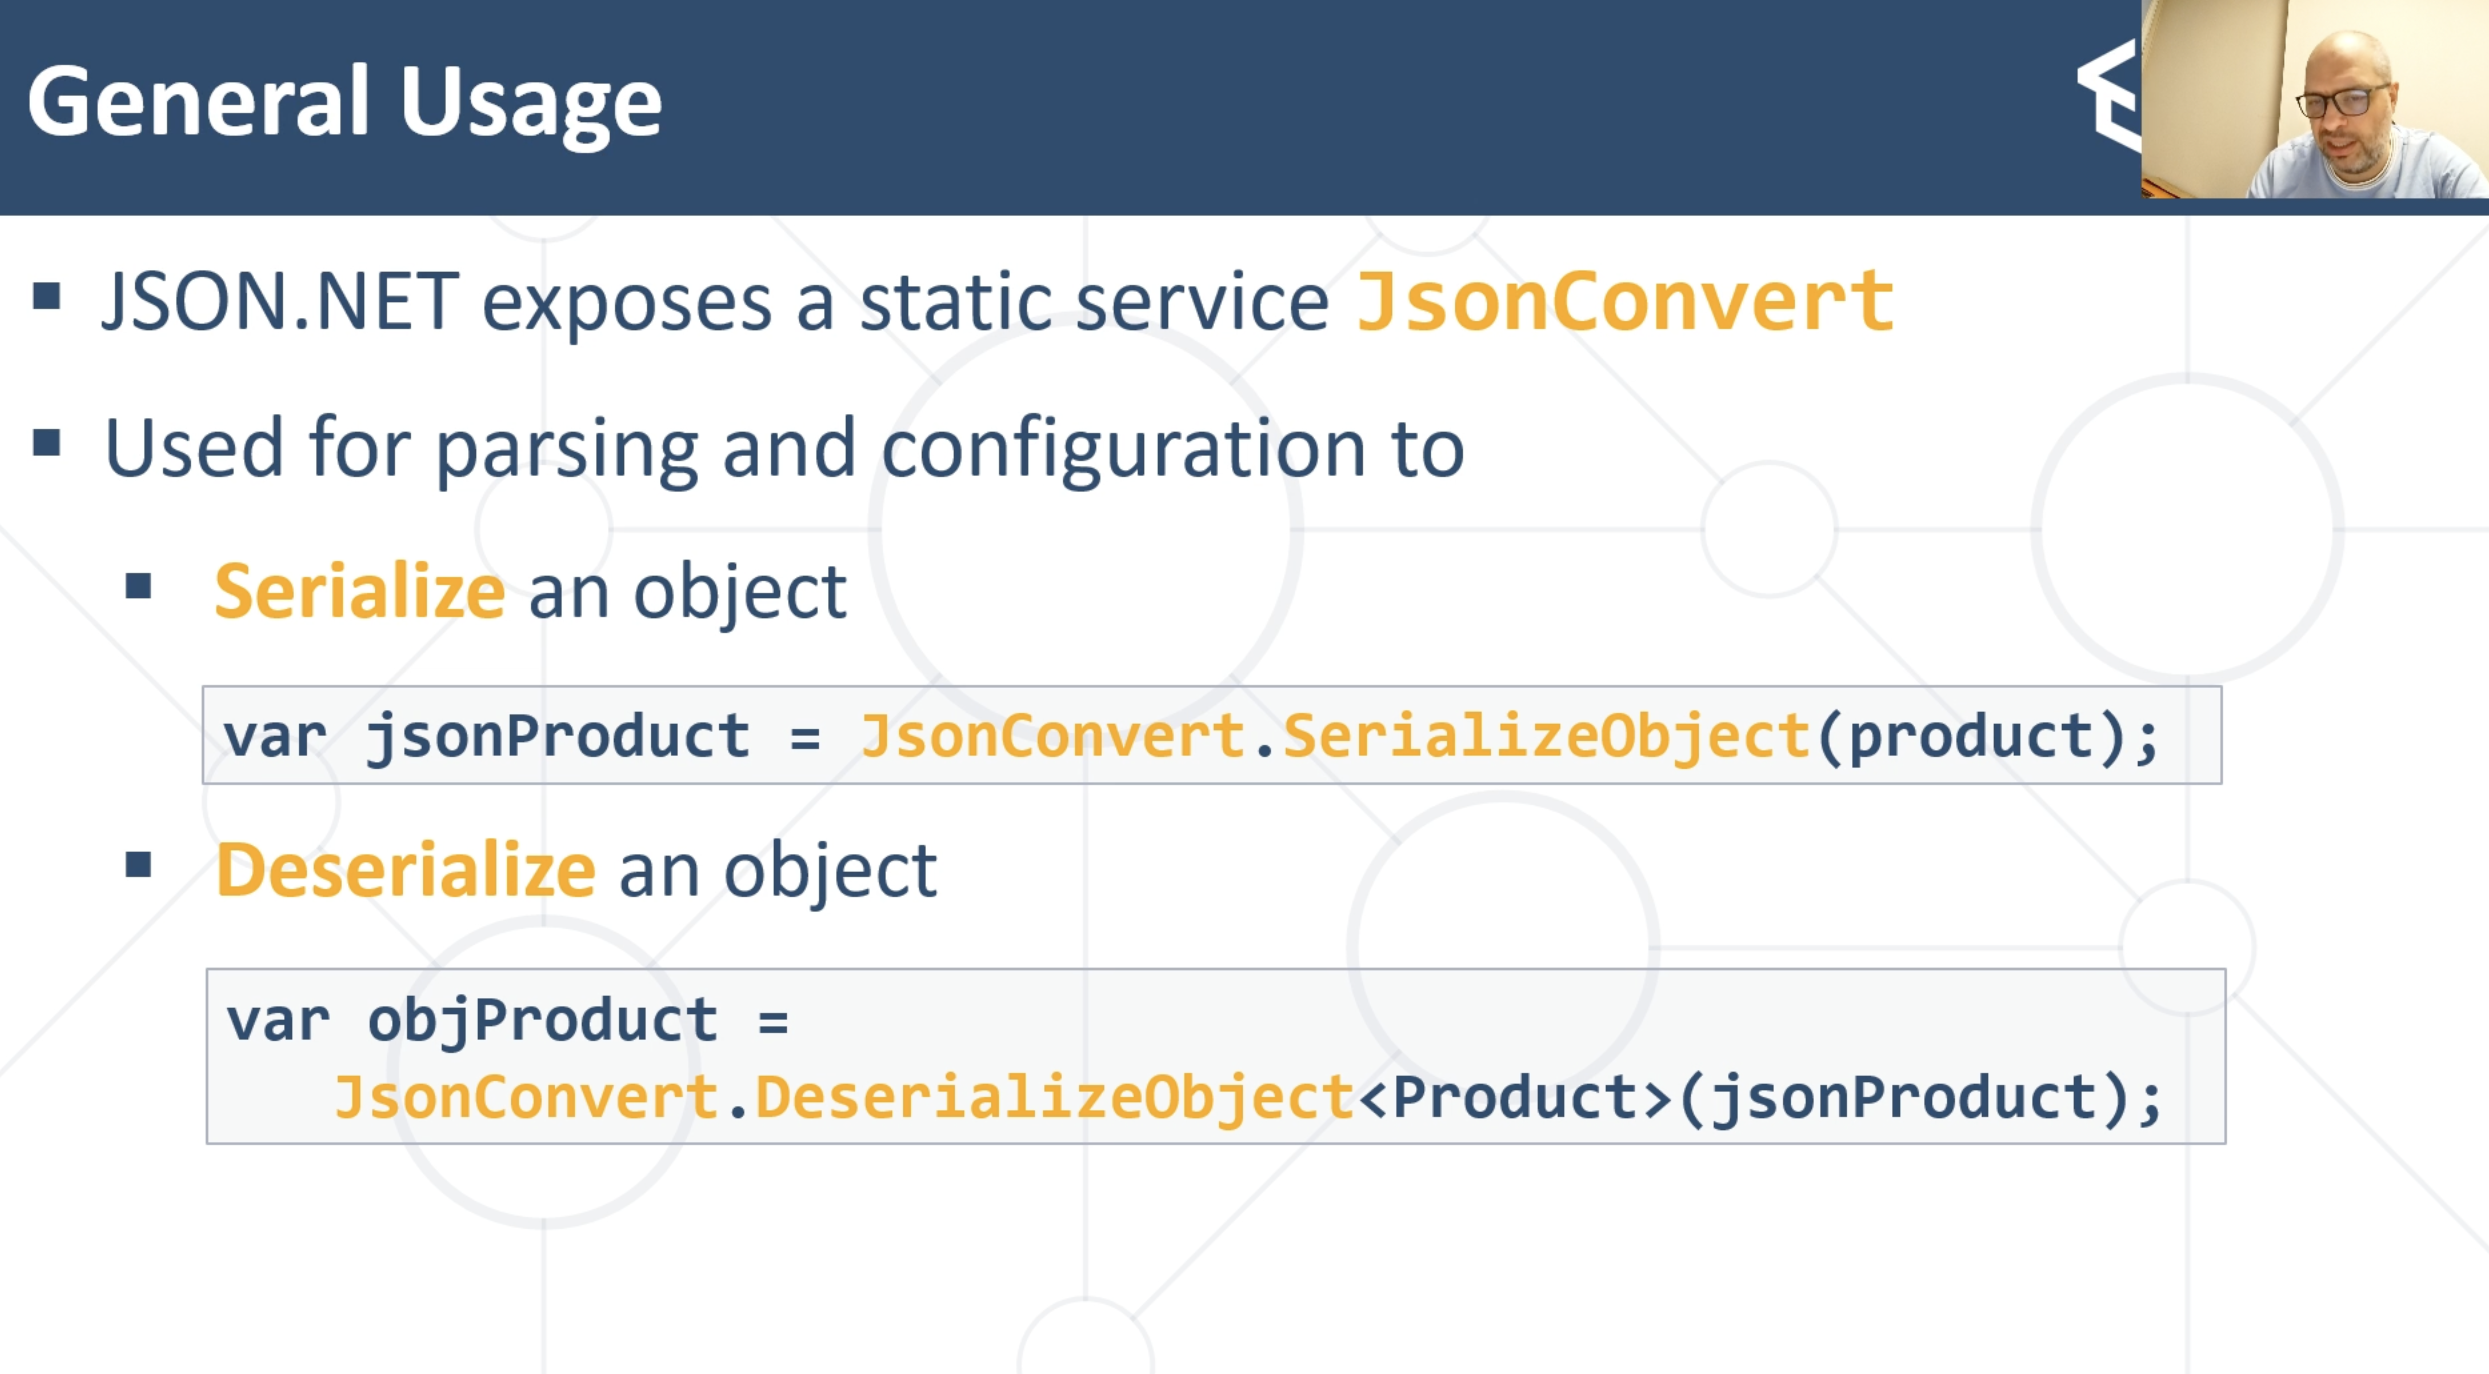 General Usage
▪ JSON.NET exposes a static service JsonConvert
▪ Used for parsing and configuration to
▪ Serialize an object
var jsonProduct = JsonConvert.SerializeObject(product);
▪ Deserialize an object
var objProduct =
JsonConvert.DeserializeObject<Product>(jsonProduct);